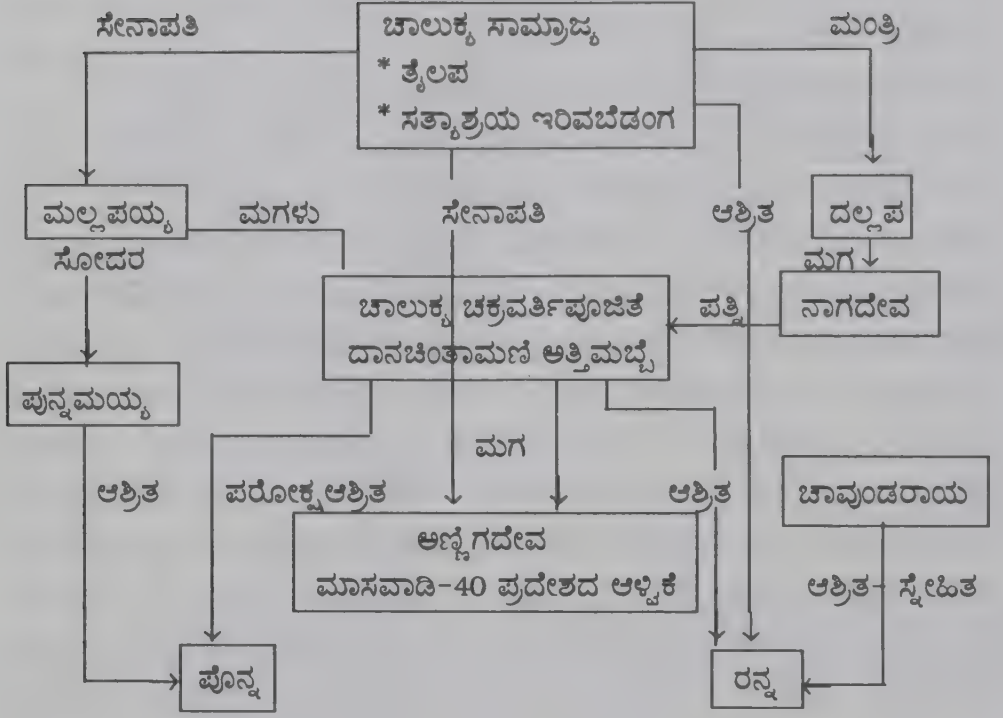 ಸೇನಾಪತಿ
ಚಾಲುಕ್ಯ ಸಾಮ್ರಾಜ್ಯ
* ತೈಲಪ
* ಸತ್ಯಾಶ್ರಯ ಇರಿವಬೆಡಂಗ
ಮಂತ್ರಿ
ಮಲ್ಲಪಯ್ಯ
ಮಗಳು
ಸೇನಾಪತಿ
ಆಶ್ರಿತ
ದಲ್ಲಪ
ಸೋದರ
ಮಗ
ಚಾಲುಕ್ಯ ಚಕ್ರವರ್ತಿಪೂಜಿತೆ
ದಾನಚಿಂತಾಮಣಿ ಅತ್ತಿಮಬ್ಬೆ
ಪತ್ನಿ
ನಾಗದೇವ
ಪುನ್ನಮಯ್ಯ
ಮಗ
ಆಶ್ರಿತ
ಪರೋಕ್ಷ ಆಶ್ರಿತ
ಆಶ್ರಿತ
ಚಾವುಂಡರಾಯ
ಅಣ್ಣಿಗದೇವ
ಮಾಸವಾಡಿ-40 ಪ್ರದೇಶದ ಆಳ್ವಿಕೆ
ಆಶ್ರಿತ - ಸ್ನೇಹಿತ
ಪೊನ್ನ
ರನ್ನ